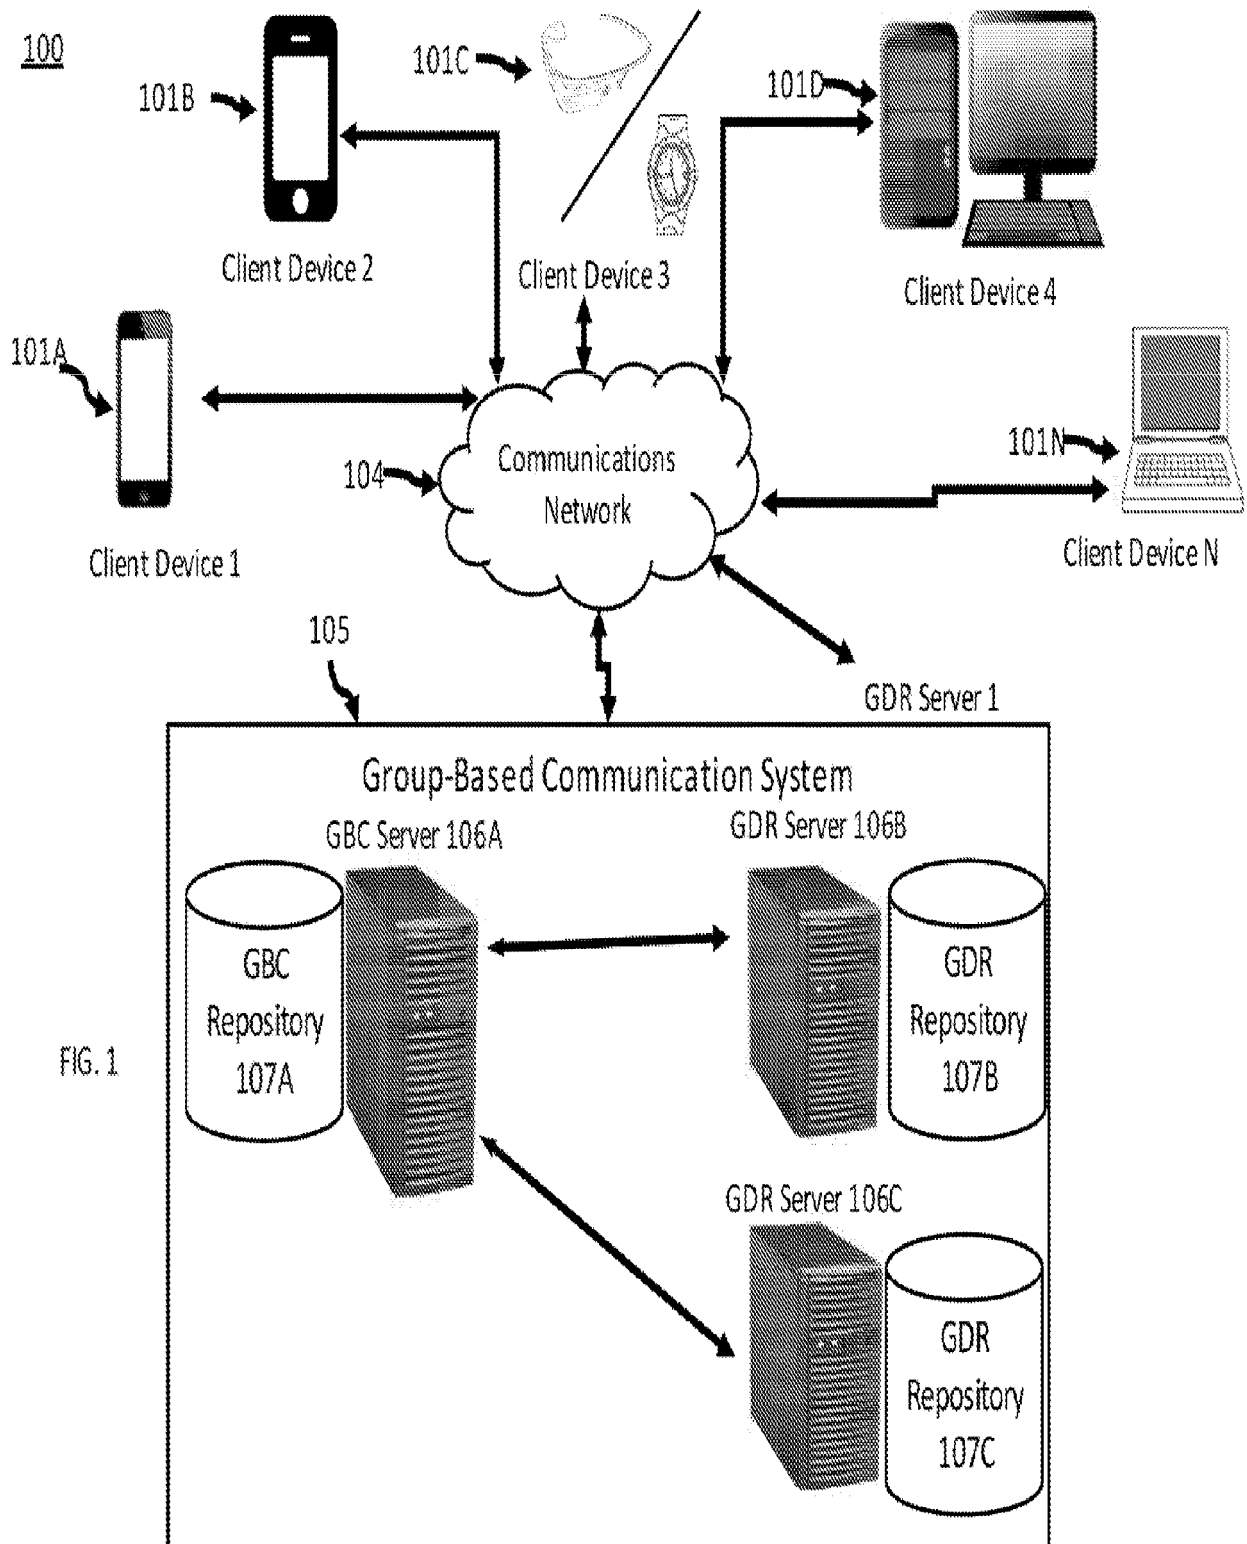 100
101B
101C
101D
Client Device 2
Client Device 3
Client Device 4
101A
101N
104
Communications
Network
Client Device 1
Client Device N
105
GDR Server 1
Group-Based Communication System
GBC Server 106A
GDR Server 106B
GBC
Repository
107A
GDR
Repository
107B
FIG. 1
GDR Server 106C
GDR
Repository
107C